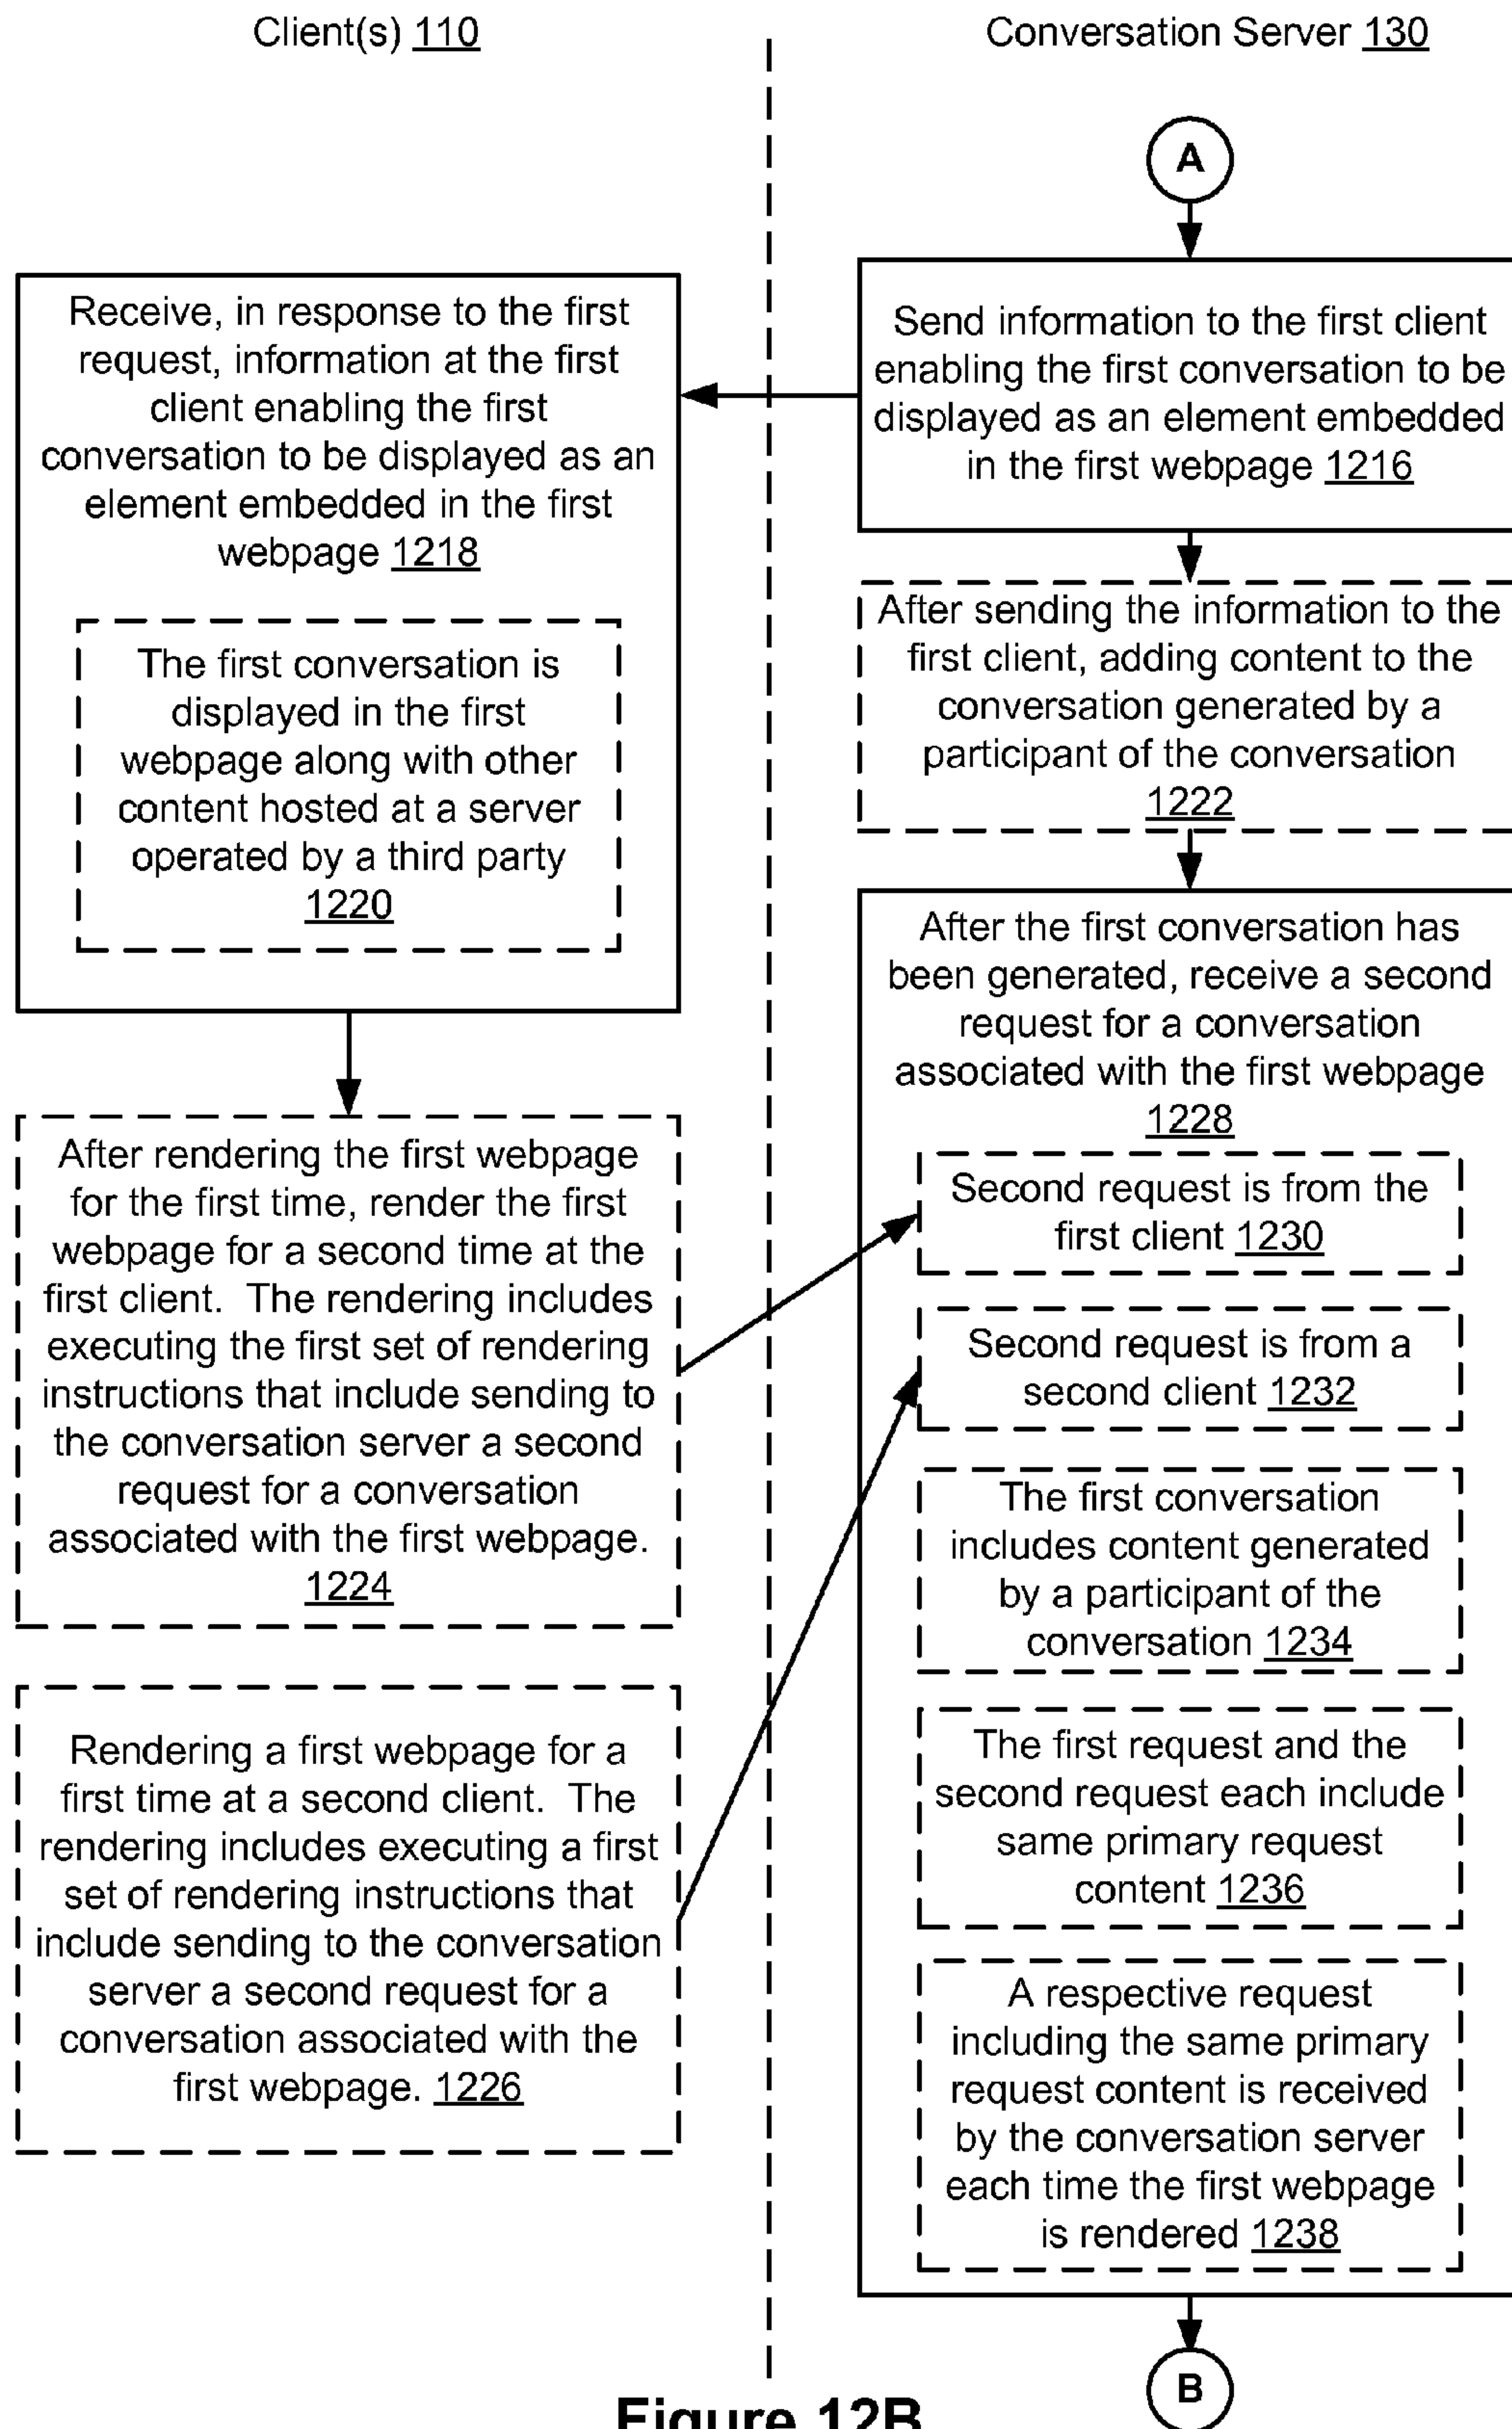 Client(s) 110
Conversation Server 130
A
Send information to the first client
enabling the first conversation to be
displayed as an element embedded
in the first webpage 1216
Receive, in response to the first
request, information at the first
client enabling the first
conversation to be displayed as an
element embedded in the first
webpage 1218
The first conversation is
displayed in the first
webpage along with other
content hosted at a server
operated by a third party
1220
After sending the information to the
first client, adding content to the
conversation generated by a
participant of the conversation
1222
After rendering the first webpage
for the first time, render the first
webpage for a second time at the
first client. The rendering includes
executing the first set of rendering
instructions that include sending to
the conversation server a second
request for a conversation
associated with the first webpage.
1224
Rendering a first webpage for a
first time at a second client. The
rendering includes executing a first
set of rendering instructions that
include sending to the conversation
server a second request for a
conversation associated with the
first webpage. 1226
After the first conversation has
been generated, receive a second
request for a conversation
associated with the first webpage
1228
Second request is from the
first client 1230
Second request is from a
second client 1232
The first conversation
includes content generated
by a participant of the
conversation 1234
The first request and the
second request each include
same primary request
content 1236
A respective request
including the same primary
request content is received
by the conversation server
each time the first webpage
is rendered 1238
B
Figure 12B